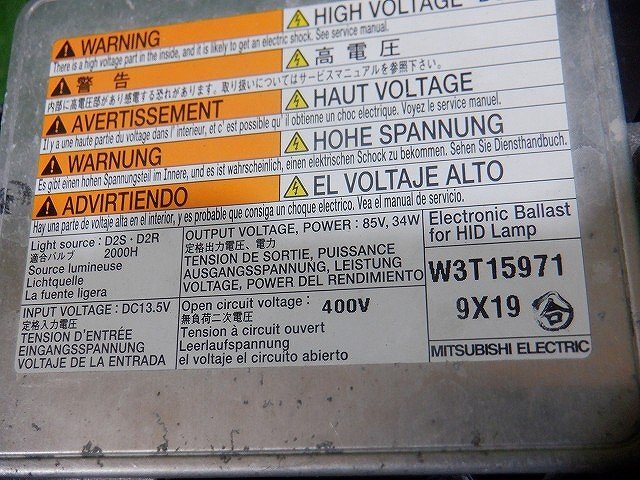 WARNING
HIGH VOLTAGE
There is a high voltage part in the inside, and it is likely to get an electric shock. See service manual.
警告
高電圧
内部に高電圧部があり感電する恐れがあります。取り扱いについてはサービスマニュアルを参照下さい。
AVERTISSEMENT
HAUT VOLTAGE
Il y a une haute partie du voltage dans l' interieur, et c' est possible qu' il obtienne un choc electrique. Voyez le service manuel.
WARNUNG
HOHE SPANNUNG
Es gibt einen hohen Spannungsteil im Innere, und es ist wahrscheinlich, einen elektrischen Schock zu bekommen. Sehen Sie Diensthandbuch.
ADVIRTIENDO
EL VOLTAJE ALTO
Hay una parte de voltaje alta en el interior, y es probable que consiga un choque electrico. Vea el manual de servicio.
Light source : D2S · D2R
適合バルブ 2000H
Source lumineuse
Lichtquelle
La fuente ligera
OUTPUT VOLTAGE, POWER : 85V, 34W
定格出力電圧、電力
TENSION DE SORTIE, PUISSANCE
AUSGANGSSPANNUNG, LEISTUNG
VOLTAJE, POWER DEL RENDIMIENTO
Electronic Ballast
for HID Lamp
W3T15971
9X19 合
MITSUBISHI ELECTRIC
INPUT VOLTAGE : DC13.5V
定格入力電圧
TENSION D'ENTRÉE
EINGANGSSPANNUNG
VOLTAJE DE LA ENTRADA
Open circuit voltage : 400V
無負荷二次電圧
Tension à circuit ouvert
Leerlaufspannung
el voltaje el circuito abierto